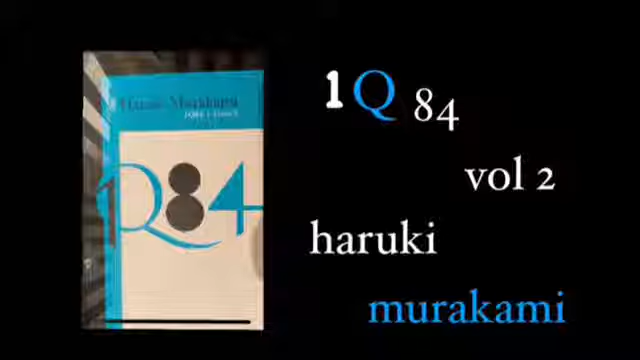 Haruki Murakami
1Q84
1Q 84
vol 2
haruki
murakami